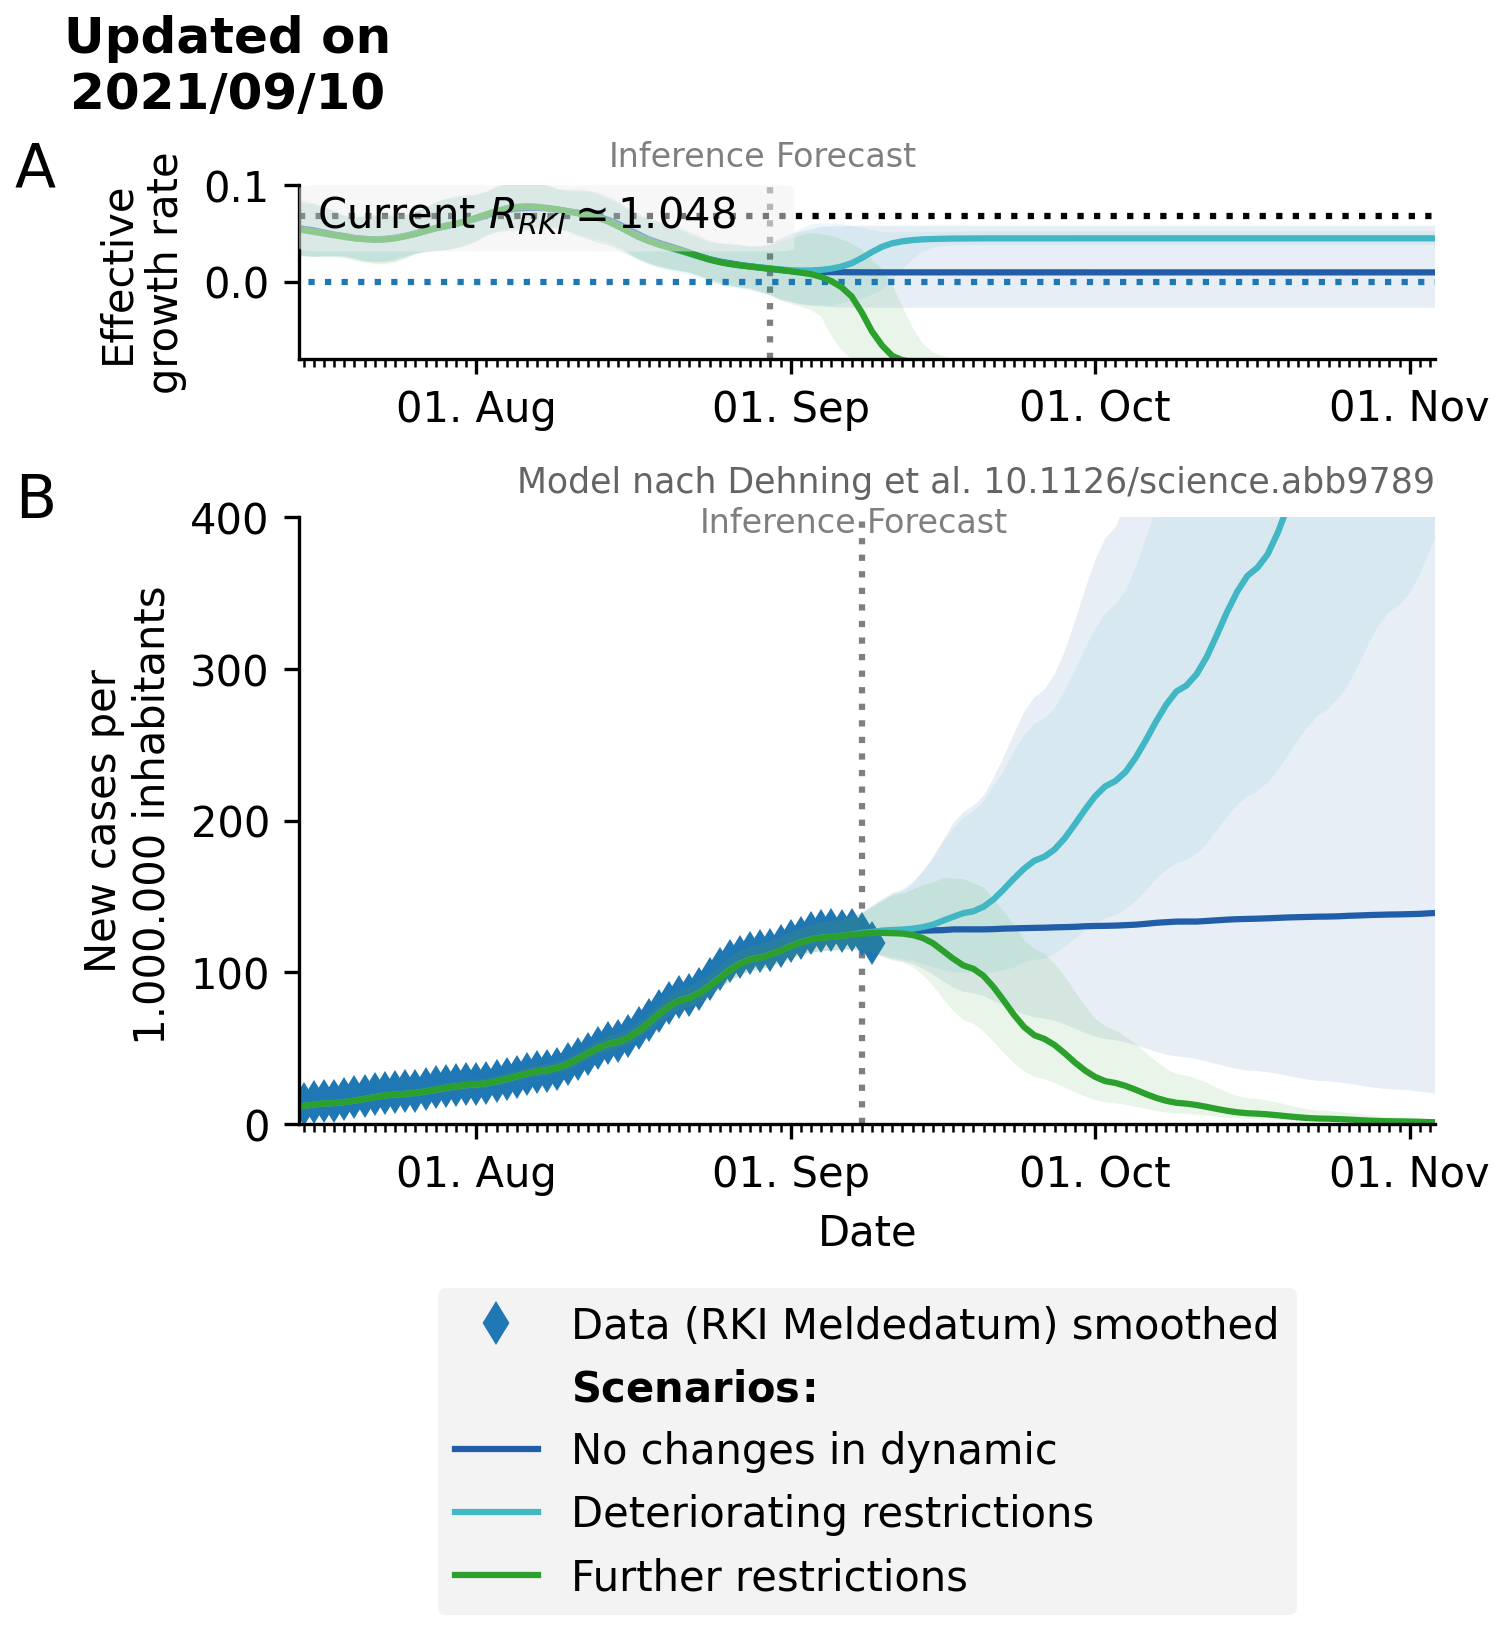 Updated on
2021/09/10
A
Inference Forecast
Effective
growth rate
0.1
0.0
Current R_RKI ≃ 1.048
01. Aug
01. Sep
01. Oct
01. Nov
B
Model nach Dehning et al. 10.1126/science.abb9789
Inference Forecast
New cases per
1.000.000 inhabitants
400
300
200
100
0
01. Aug
01. Sep
01. Oct
01. Nov
Date
Data (RKI Meldedatum) smoothed
Scenarios:
No changes in dynamic
Deteriorating restrictions
Further restrictions